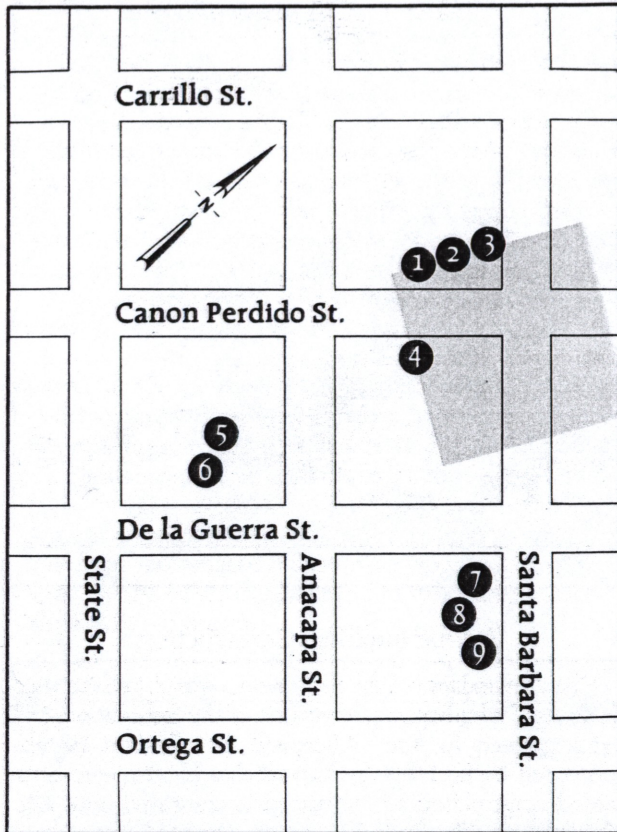 Carrillo St.
N
1 2 3
Canon Perdido St.
4
5
6
De la Guerra St.
State St.
Anacapa St.
Santa Barbara St.
7
8
9
Ortega St.